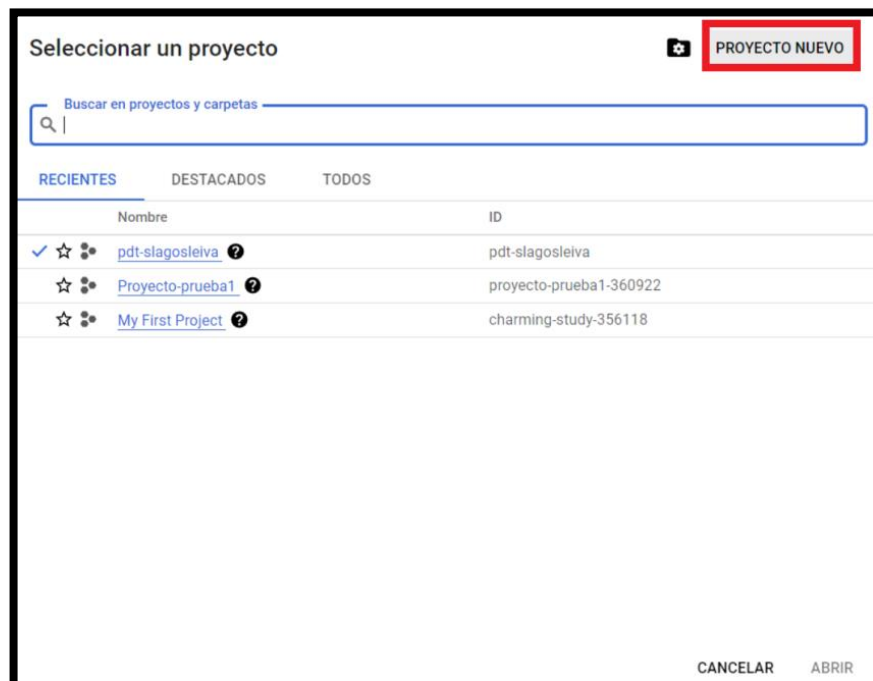 Seleccionar un proyecto
PROYECTO NUEVO
Buscar en proyectos y carpetas
RECIENTES DESTACADOS TODOS
Nombre ID
pdt-slagosleiva pdt-slagosleiva
Proyecto-prueba1 proyecto-prueba1-360922
My First Project charming-study-356118
CANCELAR ABRIR